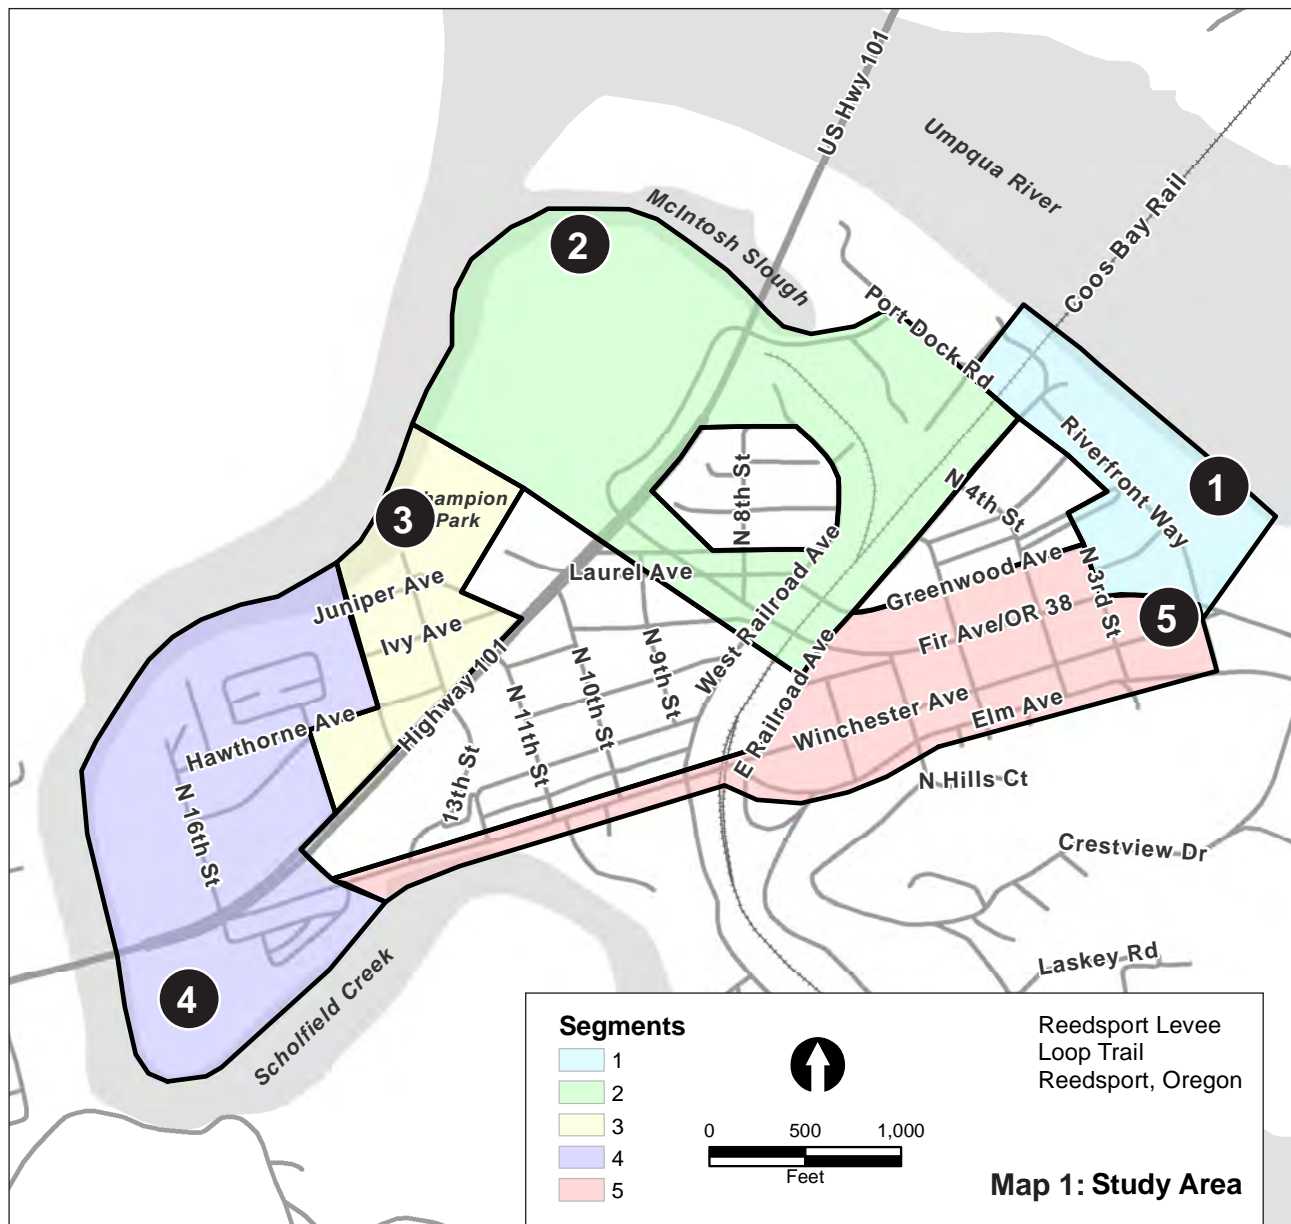 US Hwy 101
Umpqua River
Coos Bay Rail
McIntosh Slough
2
Port Dock Rd
Riverfront Way
1
N 4th St
N 8th St
3
Champion
Park
Laurel Ave
Juniper Ave
Ivy Ave
West Railroad Ave
Greenwood Ave
N 3rd St
5
Fir Ave/OR 38
E Railroad Ave
N 9th St
N 10th St
N 11th St
Highway 101
Hawthorne Ave
Winchester Ave
Elm Ave
N Hills Ct
13th St
N 16th St
Crestview Dr
Laskey Rd
4
Scholfield Creek
Segments
1
2
3
4
5
0 500 1,000
Feet
Reedsport Levee
Loop Trail
Reedsport, Oregon
Map 1: Study Area